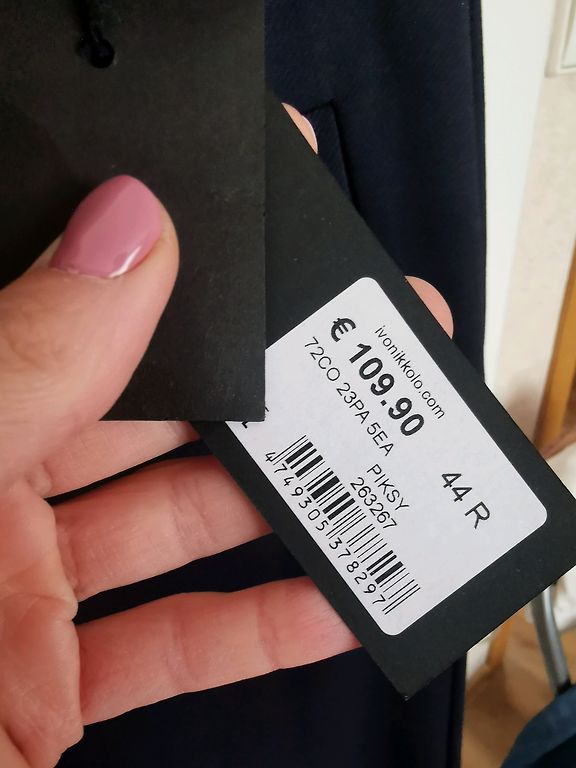 ivonikkolo.com
€ 109.90
72CO 23PA 5EA
44 R
PIKSY
263267
4749305378297